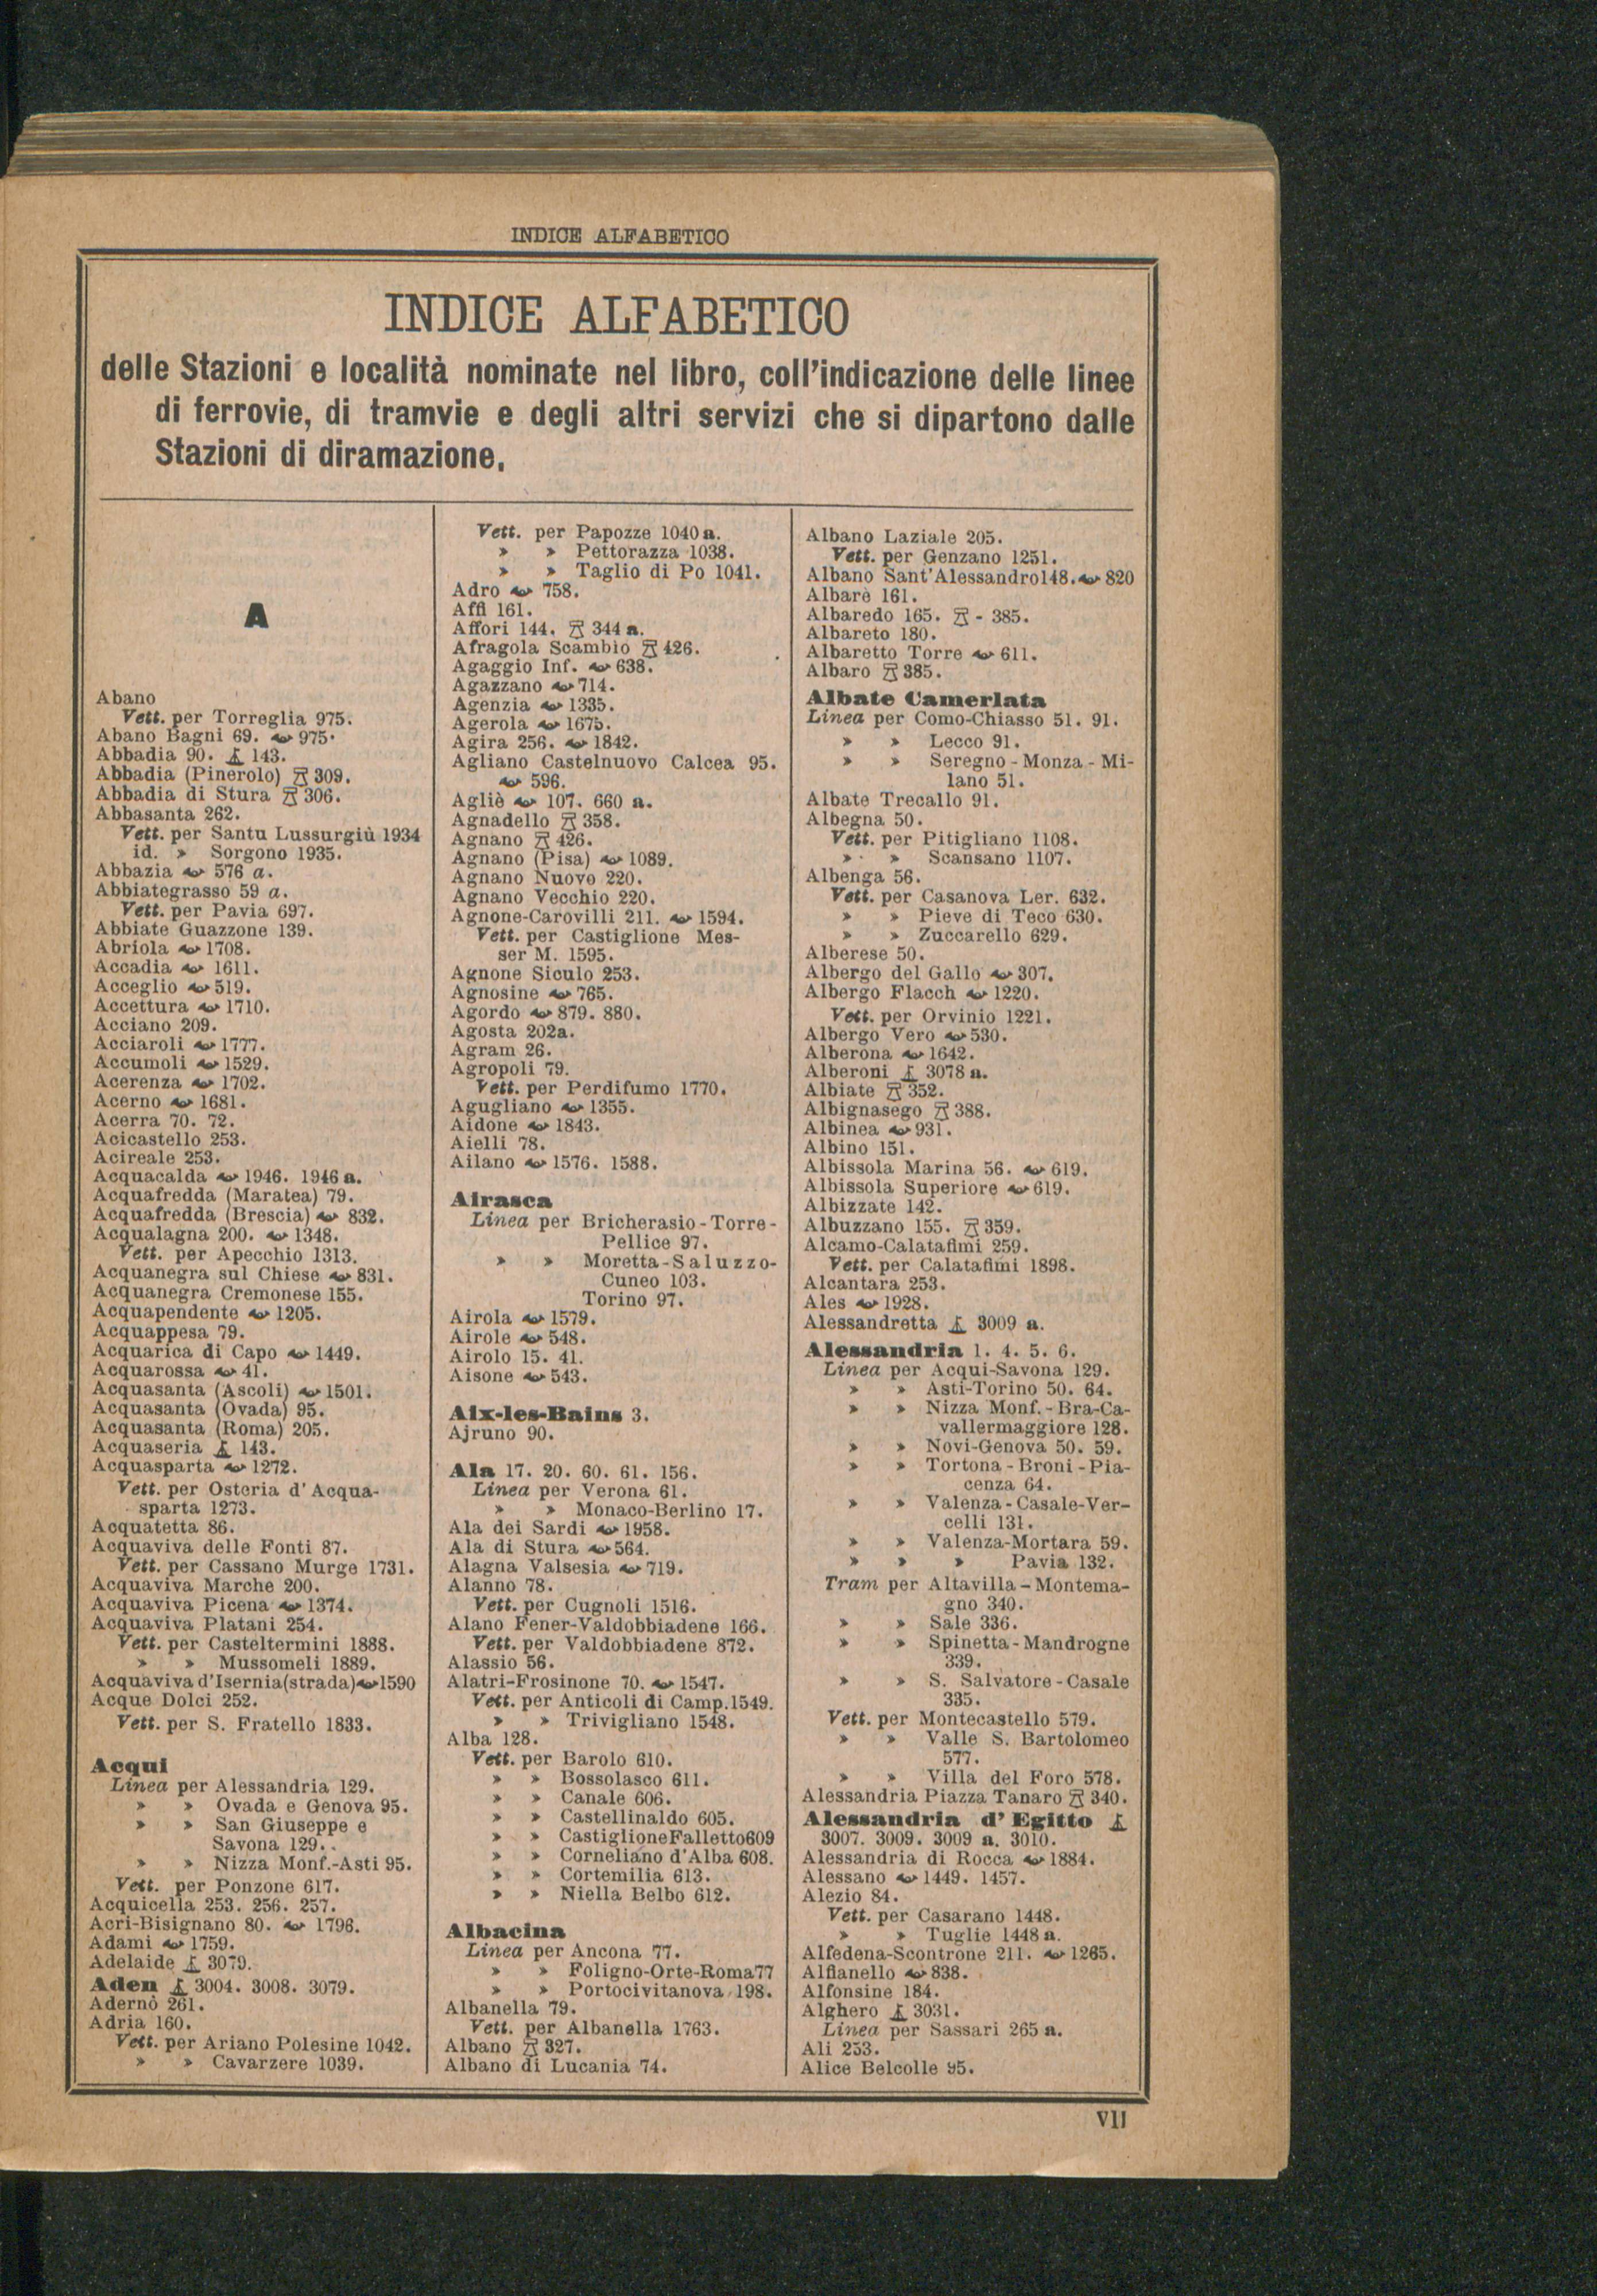 INDICE ALFABETICO
INDICE ALFABETICO
delle Stazioni e località nominate nel libro, coll'indicazione delle linee
di ferrovie, di tramvie e degli altri servizi che si dipartono dalle
Stazioni di diramazione.
A
Abano
Vett. per Torreglia 975.
Abano Bagni 69. 975.
Abbadia 90. 143.
Abbadia (Pinerolo) 309.
Abbadia di Stura 306.
Abbasanta 262.
Vett. per Santu Lussurgiù 1934
id. » Sorgono 1935.
Abbazia 576 a.
Abbiategrasso 59 a.
Vett. per Pavia 697.
Abbiate Guazzone 139.
Abriola 1708.
Accadia 1611.
Acceglio 519.
Accettura 1710.
Acciano 209.
Acciaroli 1777.
Accumoli 1529.
Acerenza 1702.
Acerno 1681.
Acerra 70. 72.
Acicastello 253.
Acireale 253.
Acquacalda 1946. 1946 a.
Acquafredda (Maratea) 79.
Acquafredda (Brescia) 832.
Acqualagna 200. 1348.
Vett. per Apecchio 1313.
Acquanegra sul Chiese 831.
Acquanegra Cremonese 155.
Acquapendente 1205.
Acquappesa 79.
Acquarica di Capo 1449.
Acquarossa 41.
Acquasanta (Ascoli) 1501.
Acquasanta (Ovada) 95.
Acquasanta (Roma) 205.
Acquaseria 143.
Acquasparta 1272.
Vett. per Osteria d'Acqua-
sparta 1273.
Acquatetta 86.
Acquaviva delle Fonti 87.
Vett. per Cassano Murge 1731.
Acquaviva Marche 200.
Acquaviva Picena 1374.
Acquaviva Platani 254.
Vett. per Casteltermini 1888.
» » Mussomeli 1889.
Acquaviva d'Isernia(strada) 1590
Acque Dolci 252.
Vett. per S. Fratello 1833.
Acqui
Linea per Alessandria 129.
» » Ovada e Genova 95.
» » San Giuseppe e
Savona 129.
» » Nizza Monf.-Asti 95.
Vett. per Ponzone 617.
Acquicella 253. 256. 257.
Acri-Bisignano 80. 1796.
Adami 1759.
Adelaide 3079.
Aden 3004. 3008. 3079.
Adernò 261.
Adria 160.
Vett. per Ariano Polesine 1042.
» » Cavarzere 1039.
Vett. per Papozze 1040 a.
» » Pettorazza 1038.
» » Taglio di Po 1041.
Adro 758.
Affi 161.
Affori 144. 344 a.
Afragola Scambio 426.
Agaggio Inf. 638.
Agazzano 714.
Agenzia 1335.
Agerola 1675.
Agira 256. 1842.
Agliano Castelnuovo Calcea 95.
596.
Agliè 107. 660 a.
Agnadello 358.
Agnano 426.
Agnano (Pisa) 1089.
Agnano Nuovo 220.
Agnano Vecchio 220.
Agnone-Carovilli 211. 1594.
Vett. per Castiglione Mes-
ser M. 1595.
Agnone Siculo 253.
Agnosine 765.
Agordo 879. 880.
Agosta 202a.
Agram 26.
Agropoli 79.
Vett. per Perdifumo 1770.
Agugliano 1355.
Aidone 1843.
Aielli 78.
Ailano 1576. 1588.
Airasca
Linea per Bricherasio-Torre-
Pellice 97.
» » Moretta-Saluzzo-
Cuneo 103.
Torino 97.
Airola 1579.
Airole 548.
Airolo 15. 41.
Aisone 543.
Aix-les-Bains 3.
Ajruno 90.
Ala 17. 20. 60. 61. 156.
Linea per Verona 61.
» » Monaco-Berlino 17.
Ala dei Sardi 1958.
Ala di Stura 564.
Alagna Valsesia 719.
Alanno 78.
Vett. per Cugnoli 1516.
Alano Fener-Valdobbiadene 166.
Vett. per Valdobbiadene 872.
Alassio 56.
Alatri-Frosinone 70. 1547.
Vett. per Anticoli di Camp.1549.
» » Trivigliano 1548.
Alba 128.
Vett. per Barolo 610.
» » Bossolasco 611.
» » Canale 606.
» » Castellinaldo 605.
» » CastiglioneFalletto609
» » Corneliano d'Alba 608.
» » Cortemilia 613.
» » Niella Belbo 612.
Albacina
Linea per Ancona 77.
» » Foligno-Orte-Roma77
» » Portocivitanova 198.
Albanella 79.
Vett. per Albanella 1763.
Albano 327.
Albano di Lucania 74.
Albano Laziale 205.
Vett. per Genzano 1251.
Albano Sant'Alessandro148. 820
Albarè 161.
Albaredo 165. - 385.
Albareto 180.
Albaretto Torre 611.
Albaro 385.
Albate Camerlata
Linea per Como-Chiasso 51. 91.
» » Lecco 91.
» » Seregno-Monza-Mi-
lano 51.
Albate Trecallo 91.
Albegna 50.
Vett. per Pitigliano 1108.
» » Scansano 1107.
Albenga 56.
Vett. per Casanova Ler. 632.
» » Pieve di Teco 630.
» » Zuccarello 629.
Alberese 50.
Albergo del Gallo 307.
Albergo Flacch 1220.
Vett. per Orvinio 1221.
Albergo Vero 530.
Alberona 1642.
Alberoni 3078 a.
Albiate 352.
Albignasego 388.
Albinea 931.
Albino 151.
Albissola Marina 56. 619.
Albissola Superiore 619.
Albizzate 142.
Albuzzano 155. 359.
Alcamo-Calatafimi 259.
Vett. per Calatafimi 1898.
Alcantara 253.
Ales 1928.
Alessandretta 3009 a.
Alessandria 1. 4. 5. 6.
Linea per Acqui-Savona 129.
» » Asti-Torino 50. 64.
» » Nizza Monf.-Bra-Ca-
vallermaggiore 128.
» » Novi-Genova 50. 59.
» » Tortona-Broni-Pia-
cenza 64.
» » Valenza-Casale-Ver-
celli 131.
» » Valenza-Mortara 59.
» » » Pavia 132.
Tram per Altavilla-Montema-
gno 340.
» » Sale 336.
» » Spinetta-Mandrogne
339.
» » S. Salvatore-Casale
335.
Vett. per Montecastello 579.
» » Valle S. Bartolomeo
577.
» » Villa del Foro 578.
Alessandria Piazza Tanaro 340.
Alessandria d'Egitto
3007. 3009. 3009 a. 3010.
Alessandria di Rocca 1884.
Alessano 1449. 1457.
Alezio 84.
Vett. per Casarano 1448.
» » Tuglie 1448 a.
Alfedena-Scontrone 211. 1265.
Alfianello 838.
Alfonsine 184.
Alghero 3031.
Linea per Sassari 265 a.
Ali 253.
Alice Belcolle 95.
VII